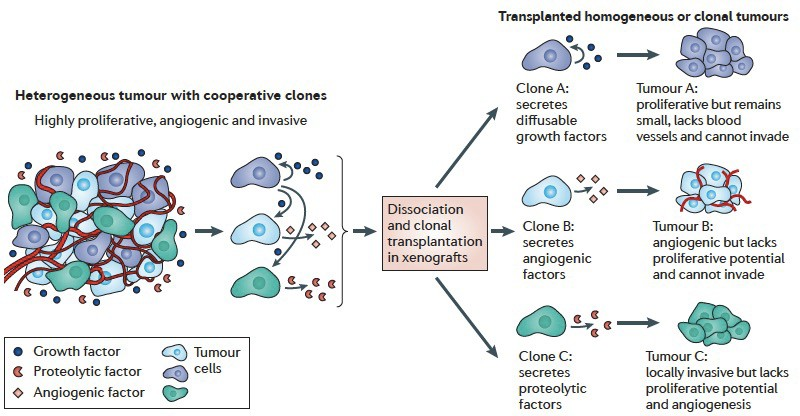 Transplanted homogeneous or clonal tumours
Heterogeneous tumour with cooperative clones
Highly proliferative, angiogenic and invasive
Dissociation
and clonal
transplantation
in xenografts
Clone A:
secretes
diffusable
growth factors
Tumour A:
proliferative but remains
small, lacks blood
vessels and cannot invade
Clone B:
secretes
angiogenic
factors
Tumour B:
angiogenic but lacks
proliferative potential
and cannot invade
Clone C:
secretes
proteolytic
factors
Tumour C:
locally invasive but lacks
proliferative potential
and angiogenesis
Growth factor
Proteolytic factor
Angiogenic factor
Tumour
cells